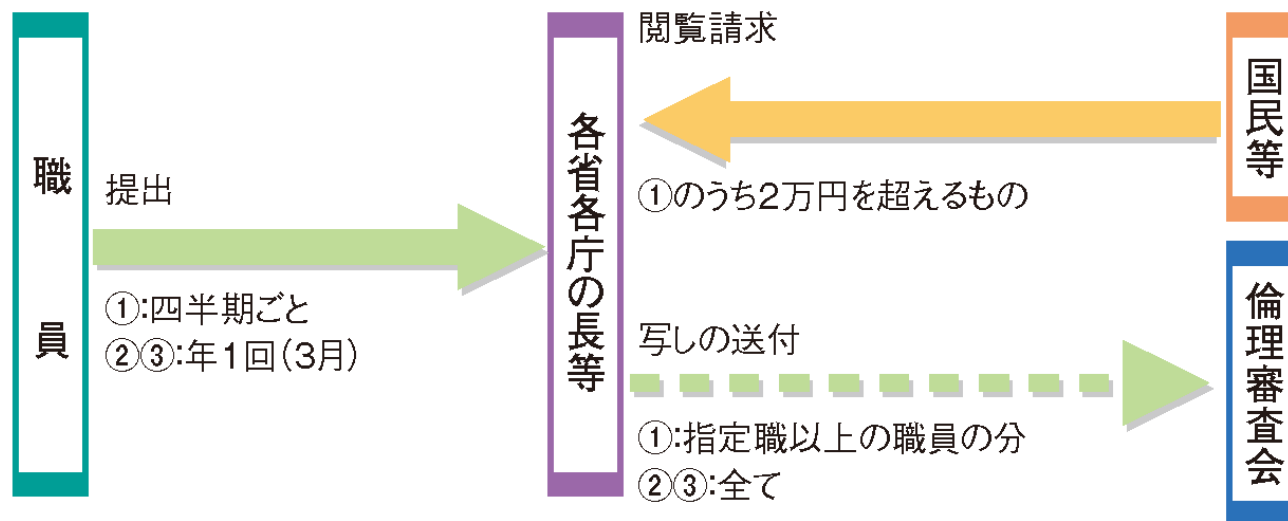 職員
提出
①:四半期ごと
②③:年1回(3月)
各省各庁の長等
閲覧請求
①のうち2万円を超えるもの
国民等
写しの送付
①:指定職以上の職員の分
②③:全て
倫理審査会